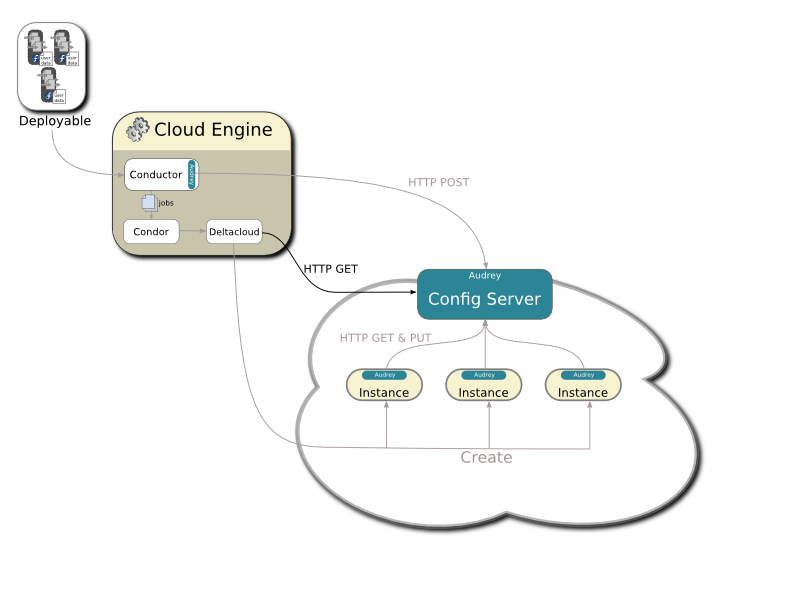 user
data
user
data
user
data
Deployable
Cloud Engine
Conductor
Audrey
jobs
Condor
Deltacloud
HTTP POST
HTTP GET
Audrey
Config Server
HTTP GET & PUT
Audrey
Instance
Audrey
Instance
Audrey
Instance
Create